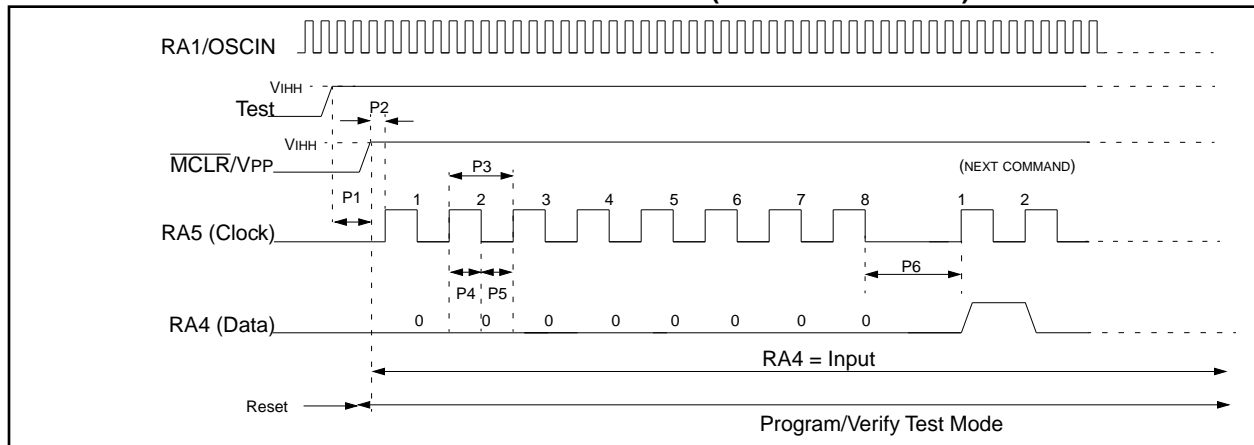 RA1/OSCIN
VIHH
Test
P2
VIHH
MCLR/VPP
(NEXT COMMAND)
P3
P1
1 2 3 4 5 6 7 8 1 2
RA5 (Clock)
P6
P4 P5
RA4 (Data)
0 0 0 0 0 0 0 0
RA4 = Input
Reset
Program/Verify Test Mode